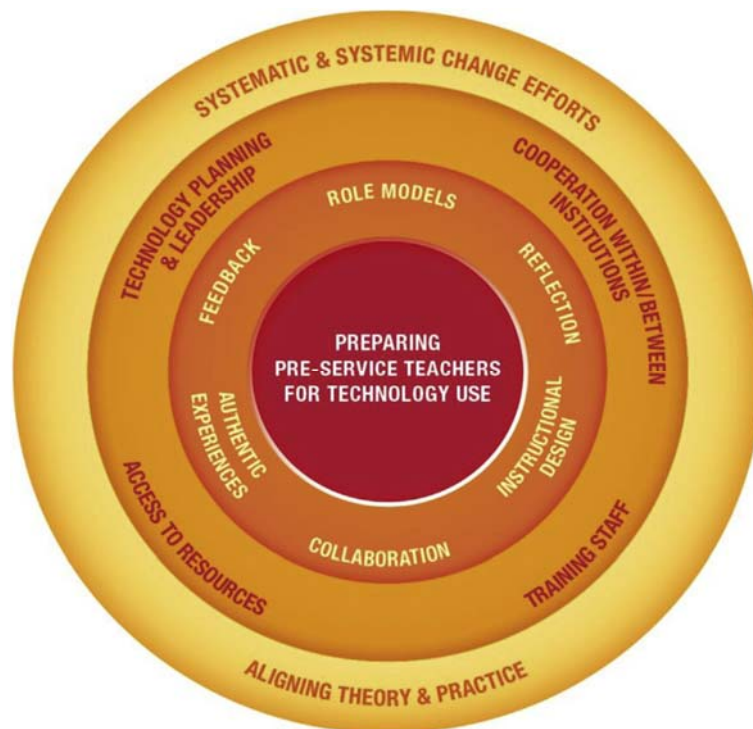 SYSTEMATIC & SYSTEMIC CHANGE EFFORTS
TECHNOLOGY PLANNING
& LEADERSHIP
COOPERATION WITHIN/BETWEEN
INSTITUTIONS
ROLE MODELS
FEEDBACK
REFLECTION
PREPARING
PRE-SERVICE TEACHERS
FOR TECHNOLOGY USE
AUTHENTIC
EXPERIENCES
INSTRUCTIONAL
DESIGN
COLLABORATION
ACCESS TO RESOURCES
TRAINING STAFF
ALIGNING THEORY & PRACTICE